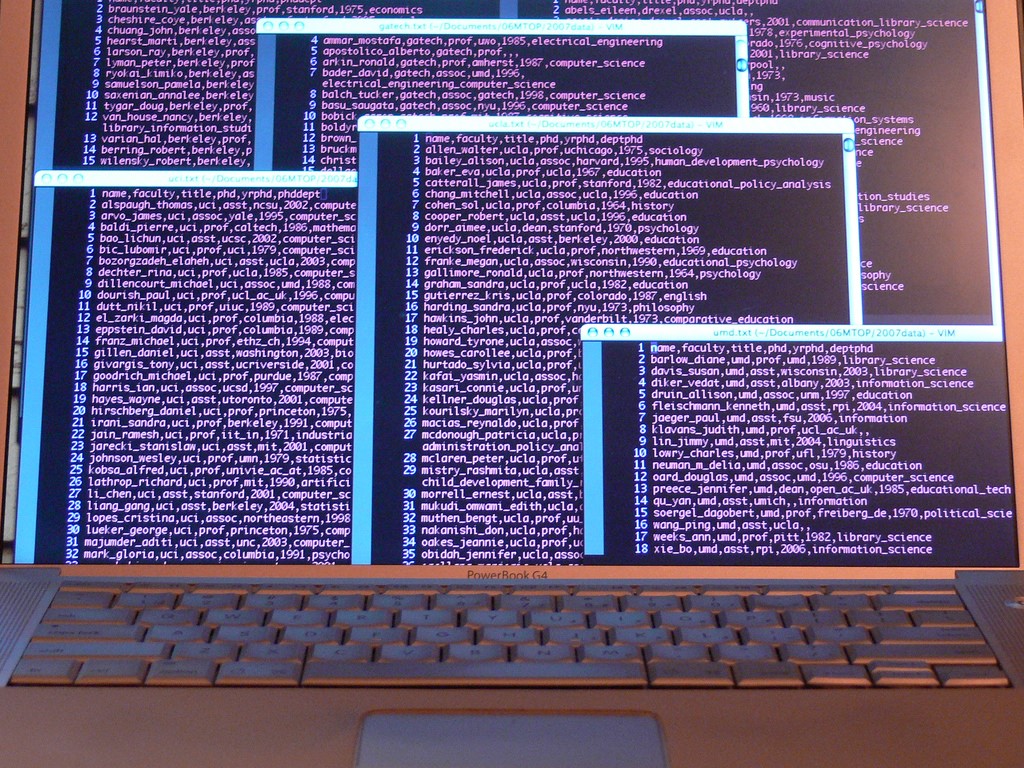 braunstein_yale,berkeley,prof,stanford,1975,economics
3 cheshire_coye,berkeley,ass
4 chuang_john,berkeley,ass
5 hearst_marti,berkeley,ass
6 larson_ray,berkeley,prof
7 lyman_peter,berkeley,prof
8 ryokai_kimiko,berkeley,as
9 samuelson_pamela,berkeley
10 saxenian_annalee,berkeley
11 tygar_doug,berkeley,prof,
12 van_house_nancy,berkeley,
library_information_studi
13 varian_hal,berkeley,prof,
14 berring_robert,berkeley,
15 wilensky_robert,berkeley,
gatech.txt (~/Documents/06MTOP/2007data) - VIM
4 ammar_mostafa,gatech,prof,uwo,1985,electrical_engineering
5 apostolico_alberto,gatech,prof,,,
6 arkin_ronald,gatech,prof,amherst,1987,computer_science
7 bader_david,gatech,assoc,umd,1996,
electrical_engineering,computer_science
8 balch_tucker,gatech,assoc,gatech,1998,computer_science
9 basu_saugata,gatech,assoc,nyu,1996,computer_science
10 bobick
11 boldyr
12 brown_
13 bruckm
14 christ
name,faculty,title,phd,yrphd,deptphd
2 abels_eileen,drexel,assoc,ucla,,
rs,2001,communication_library_science
1978,experimental_psychology
orado,1976,cognitive_psychology
2001,library_science
pool,,
,1973,
sin,1973,music
1960,library_science
ion_systems
engineering
tion_studies
library_science
ce
sophy
science
ucla.txt (~/Documents/06MTOP/2007data) - VIM
1 name,faculty,title,phd,yrphd,deptphd
2 allen_walter,ucla,prof,uchicago,1975,sociology
3 bailey_alison,ucla,assoc,harvard,1995,human_development_psychology
4 baker_eva,ucla,prof,ucla,1967,education
5 catterall_james,ucla,prof,stanford,1982,educational_policy_analysis
6 chang_mitchell,ucla,assoc,ucla,1996,education
7 cohen_sol,ucla,prof,columbia,1964,history
8 cooper_robert,ucla,asst,ucla,1996,education
9 dorr_aimee,ucla,dean,stanford,1970,psychology
10 enyedy_noel,ucla,asst,berkeley,2000,education
11 erickson_frederick,ucla,prof,northwestern,1969,education
12 franke_megan,ucla,assoc,wisconsin,1990,educational_psychology
13 gallimore_ronald,ucla,prof,northwestern,1964,psychology
14 graham_sandra,ucla,prof,ucla,1982,education
15 gutierrez_kris,ucla,prof,colorado,1987,english
16 harding_sandra,ucla,prof,nyu,1973,philosophy
17 hawkins_john,ucla,prof,vanderbilt,1973,comparative_education
18 healy_charles,ucla,prof,co
19 howard_tyrone,ucla,assoc,
20 howes_carollee,ucla,prof,
21 hurtado_sylvia,ucla,prof,
22 kafai_yasmin,ucla,assoc,h
23 kasari_connie,ucla,prof,u
24 kellner_douglas,ucla,prof
25 kourilsky_marilyn,ucla,pr
26 macias_reynaldo,ucla,prof
27 mcdonough_patricia,ucla,p
administration_policy_ana
28 mclaren_peter,ucla,prof,u
29 mistry_rashmita,ucla,asst
child_development_family_
30 morrell_ernest,ucla,asst,b
31 mukudi_omwami_edith,ucla,
32 muthen_bengt,ucla,prof,uu
33 nakanishi_don,ucla,prof,h
34 oakes_jeannie,ucla,prof,u
35 obidah_jennifer,ucla,asso
uci.txt (~/Documents/06MTOP/2007da
1 name,faculty,title,phd,yrphd,phddept
2 alspaugh_thomas,uci,asst,ncsu,2002,computer
3 arvo_james,uci,assoc,yale,1995,computer_sc
4 baldi_pierre,uci,prof,caltech,1986,mathema
5 bao_lichun,uci,asst,ucsc,2002,computer_sci
6 bic_lubomir,uci,prof,uci,1979,computer_sci
7 bozorgzadeh_elaheh,uci,asst,ucla,2003,comp
8 dechter_rina,uci,prof,ucla,1985,computer_s
9 dillencourt_michael,uci,assoc,umd,1988,com
10 dourish_paul,uci,prof,ucl_ac_uk,1996,compu
11 dutt_nikil,uci,prof,uiuc,1989,computer_sci
12 el_zarki_magda,uci,prof,columbia,1988,elec
13 eppstein_david,uci,prof,columbia,1989,comp
14 franz_michael,uci,prof,ethz_ch,1994,comput
15 gillen_daniel,uci,asst,washington,2003,bio
16 givargis_tony,uci,asst,ucriverside,2001,co
17 goodrich_michael,uci,prof,purdue,1987,comp
18 harris_ian,uci,assoc,ucsd,1997,computer_sc
19 hayes_wayne,uci,asst,utoronto,2001,compute
20 hirschberg_daniel,uci,prof,princeton,1975,
21 irani_sandra,uci,prof,berkeley,1991,comput
22 jain_ramesh,uci,prof,iit_in,1971,industria
23 jarecki_stanislaw,uci,asst,mit,2001,comput
24 johnson_wesley,uci,prof,umn,1979,statistic
25 kobsa_alfred,uci,prof,univie_ac_at,1985,co
26 lathrop_richard,uci,prof,mit,1990,artifici
27 li_chen,uci,asst,stanford,2001,computer_sc
28 liang_gang,uci,asst,berkeley,2004,statisti
29 lopes_cristina,uci,assoc,northeastern,1998
30 lueker_george,uci,prof,princeton,1975,comp
31 majumder_aditi,uci,asst,unc,2003,computer_
32 mark_gloria,uci,assoc,columbia,1991,psycho
umd.txt (~/Documents/06MTOP/2007data) - VIM
1 name,faculty,title,phd,yrphd,deptphd
2 barlow_diane,umd,prof,umd,1989,library_science
3 davis_susan,umd,asst,wisconsin,2003,library_science
4 diker_vedat,umd,asst,albany,2003,information_science
5 druin_allison,umd,assoc,unm,1997,education
6 fleischmann_kenneth,umd,asst,rpi,2004,information_science
7 jaeger_paul,umd,asst,fsu,2006,information
8 klavans_judith,umd,prof,ucl_ac_uk,,
9 lin_jimmy,umd,asst,mit,2004,linguistics
10 lowry_charles,umd,prof,ufl,1979,history
11 neuman_m_delia,umd,assoc,osu,1986,education
12 oard_douglas,umd,assoc,umd,1996,computer_science
13 preece_jennifer,umd,dean,open_ac_uk,1985,educational_tech
14 qu_yan,umd,asst,umich,,information
15 soergel_dagobert,umd,prof,freiberg_de,1970,political_scie
16 wang_ping,umd,asst,ucla,,
17 weeks_ann,umd,prof,pitt,1982,library_science
18 xie_bo,umd,asst,rpi,2006,information_science
PowerBook G4